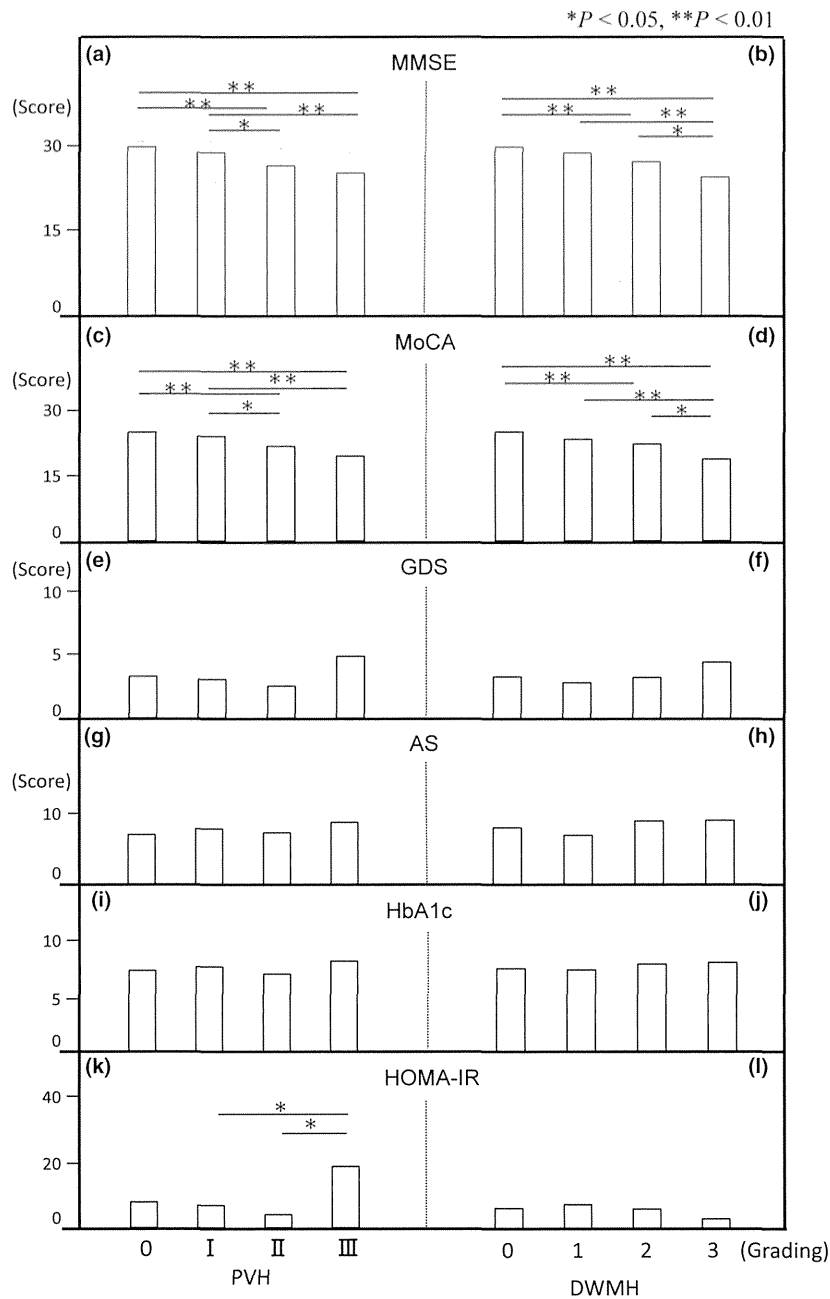 *P < 0.05, **P < 0.01
(a) MMSE (b)
(Score)
**
**
** **
** **
* *
30
15
0
(c) MoCA (d)
(Score)
** **
** **
** **
* *
30
15
0
(e) GDS (f)
(Score)
10
5
0
(g) AS (h)
(Score)
10
0
(i) HbA1c (j)
10
5
0
(k) HOMA-IR (l)
40
*
*
20
0
0 I II III 0 1 2 3 (Grading)
PVH DWMH